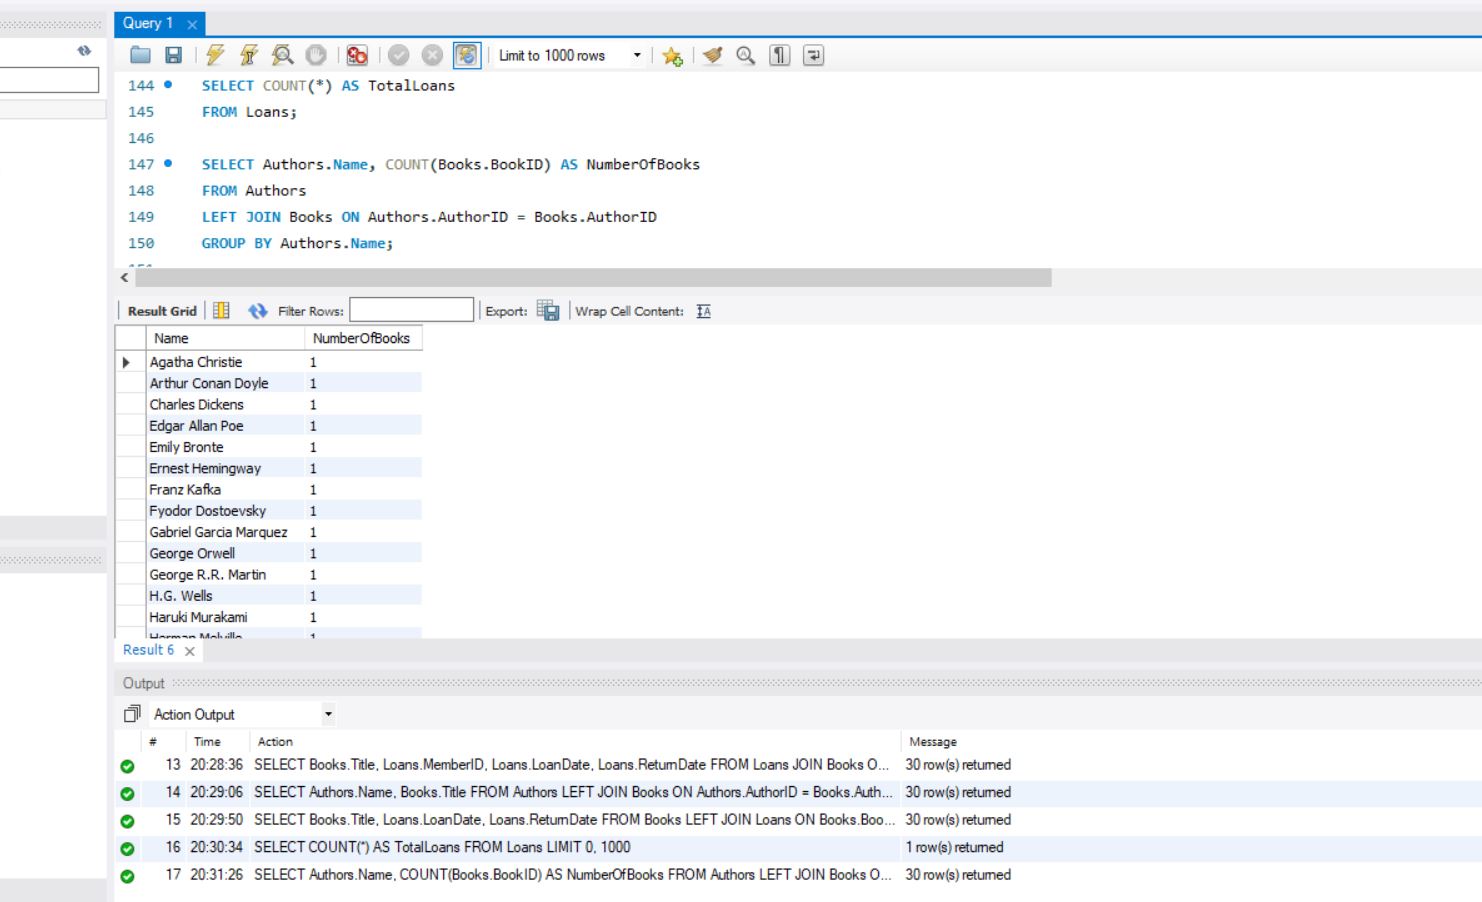 Query 1
Limit to 1000 rows
144 SELECT COUNT(*) AS TotalLoans
145 FROM Loans;
146
147 SELECT Authors.Name, COUNT(Books.BookID) AS NumberOfBooks
148 FROM Authors
149 LEFT JOIN Books ON Authors.AuthorID = Books.AuthorID
150 GROUP BY Authors.Name;
Result Grid Filter Rows: Export: Wrap Cell Content:
Name NumberOfBooks
Agatha Christie 1
Arthur Conan Doyle 1
Charles Dickens 1
Edgar Allan Poe 1
Emily Bronte 1
Ernest Hemingway 1
Franz Kafka 1
Fyodor Dostoevsky 1
Gabriel Garcia Marquez 1
George Orwell 1
George R.R. Martin 1
H.G. Wells 1
Haruki Murakami 1
Herman Melville 1
Result 6
Output
Action Output
# Time Action Message
13 20:28:36 SELECT Books.Title, Loans.MemberID, Loans.LoanDate, Loans.ReturnDate FROM Loans JOIN Books O... 30 row(s) returned
14 20:29:06 SELECT Authors.Name, Books.Title FROM Authors LEFT JOIN Books ON Authors.AuthorID = Books.Auth... 30 row(s) returned
15 20:29:50 SELECT Books.Title, Loans.LoanDate, Loans.ReturnDate FROM Books LEFT JOIN Loans ON Books.Boo... 30 row(s) returned
16 20:30:34 SELECT COUNT(*) AS TotalLoans FROM Loans LIMIT 0, 1000 1 row(s) returned
17 20:31:26 SELECT Authors.Name, COUNT(Books.BookID) AS NumberOfBooks FROM Authors LEFT JOIN Books O... 30 row(s) returned